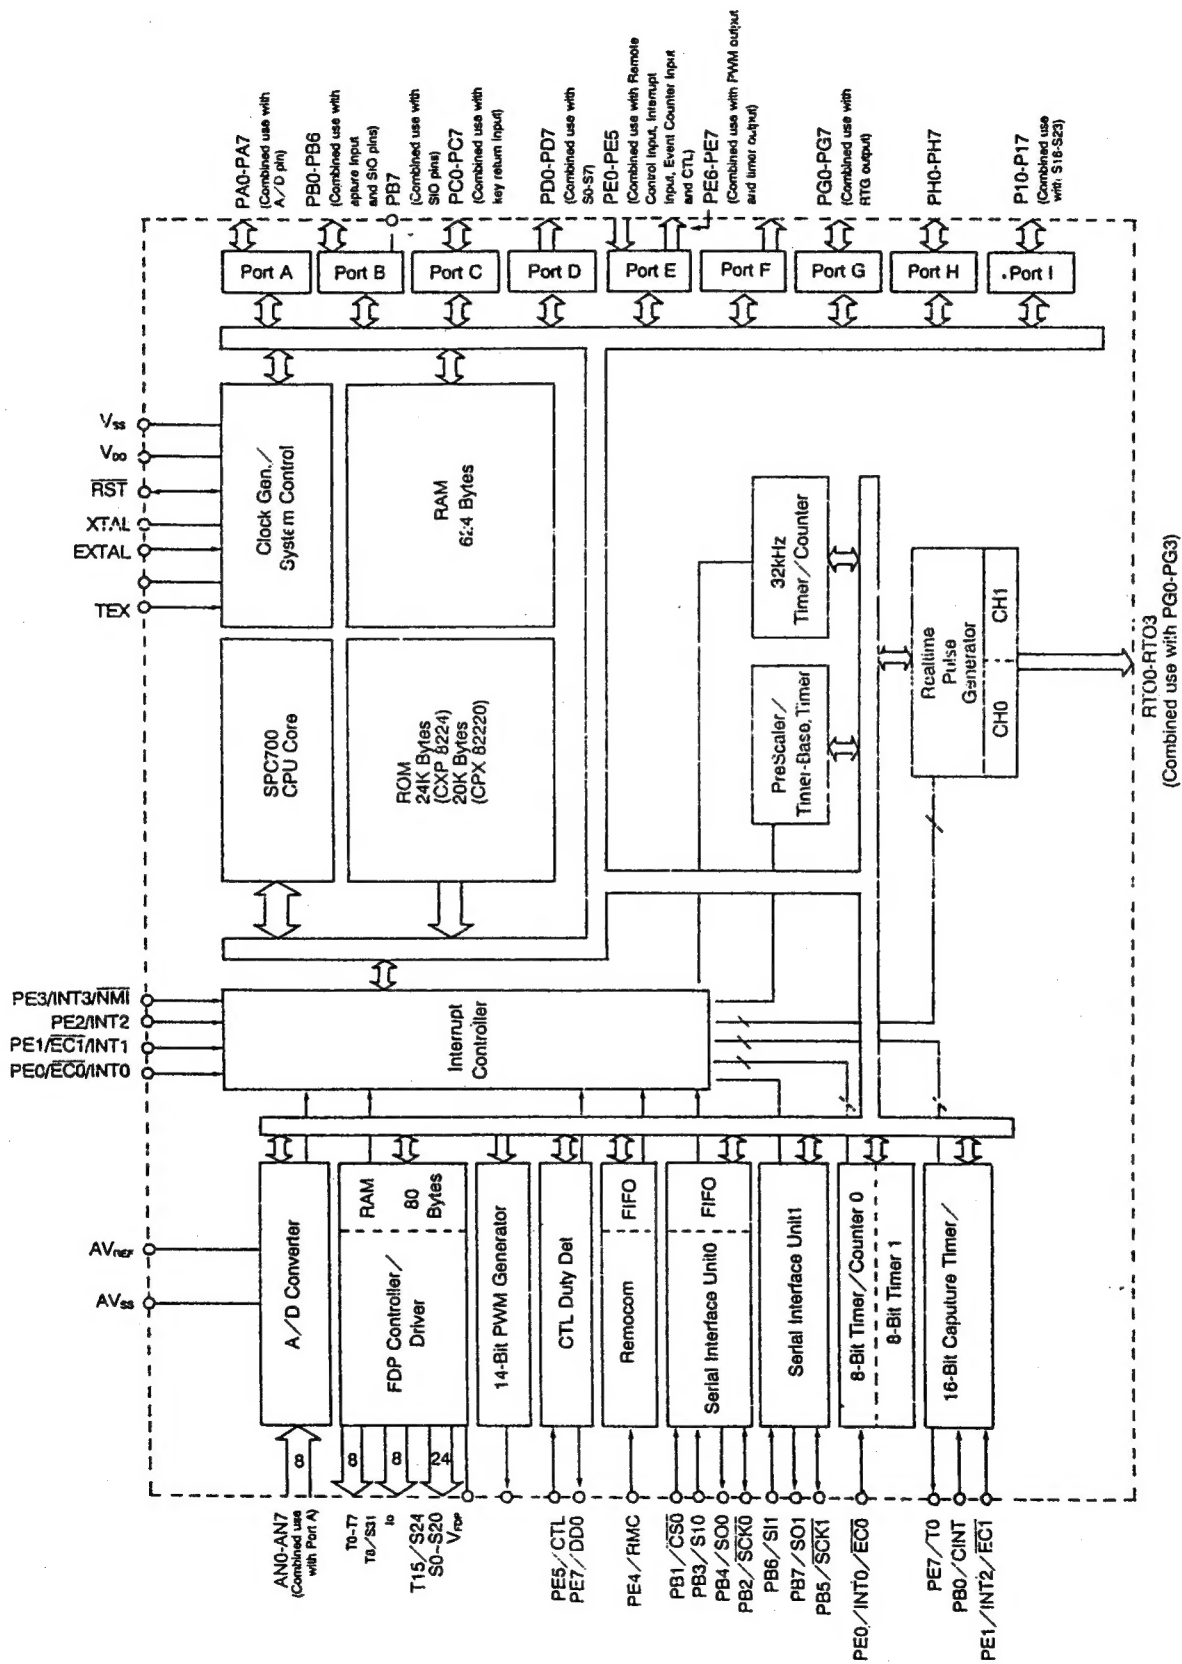 PA0-PA7
(Combined use with
A/D pin)
PB0-PB6
(Combined use with
apture Input
and SIO pins)
PB7
(Combined use with
SIO pins)
PC0-PC7
(Combined use with
key return Input)
PD0-PD7
(Combined use with
S0-S7)
PE0-PE5
(Combined use with Remote
Control Input, Interrupt
Input, Event Counter Input
and CTL)
PE6-PE7
(Combined use with PWM output
and timer output)
PG0-PG7
(Combined use with
RTG output)
PH0-PH7
P10-P17
(Combined use
with S16-S23)
Port A
Port B
Port C
Port D
Port E
Port F
Port G
Port H
Port I
Vss
VDD
RST
XTAL
EXTAL
TEX
Clock Gen./
System Control
RAM
624 Bytes
SPC700
CPU Core
ROM
24K Bytes
(CXP 8224)
20K Bytes
(CPX 82220)
32kHz
Timer/Counter
PreScaler/
Timer-Base, Timer
Realtime
Pulse
Generator
CH0
CH1
RTO0-RTO3
(Combined use with PG0-PG3)
PE3/INT3/NMI
PE2/INT2
PE1/EC1/INT1
PE0/EC0/INT0
Interrupt
Controller
AVREF
AVss
A/D Converter
FDP Controller/
Driver
RAM
80
Bytes
14-Bit PWM Generator
CTL Duty Det
Remocom
FIFO
Serial Interface Unit0
FIFO
Serial Interface Unit1
8-Bit Timer/Counter 0
8-Bit Timer 1
16-Bit Caputure Timer/
8
8
8
24
AN0-AN7
(Combined use
with Port A)
T0-T7
T8/S31
to
T15/S24
S0~S20
VFDP
PE5/CTL
PE7/DD0
PE4/RMC
PB1/CS0
PB3/S10
PB4/SO0
PB2/SCK0
PB6/SI1
PB7/SO1
PB5/SCK1
PE0/INT0/EC0
PE7/T0
PB0/CINT
PE1/INT2/EC1